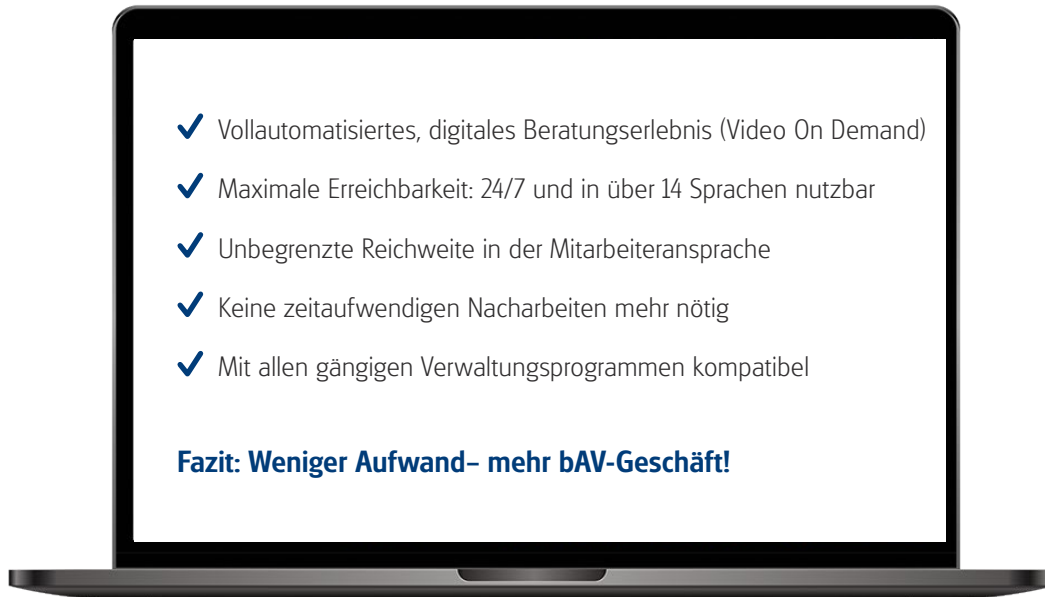 Vollautomatisiertes, digitales Beratungserlebnis (Video On Demand)
Maximale Erreichbarkeit: 24/7 und in über 14 Sprachen nutzbar
Unbegrenzte Reichweite in der Mitarbeiteransprache
Keine zeitaufwendigen Nacharbeiten mehr nötig
Mit allen gängigen Verwaltungsprogrammen kompatibel
Fazit: Weniger Aufwand– mehr bAV-Geschäft!